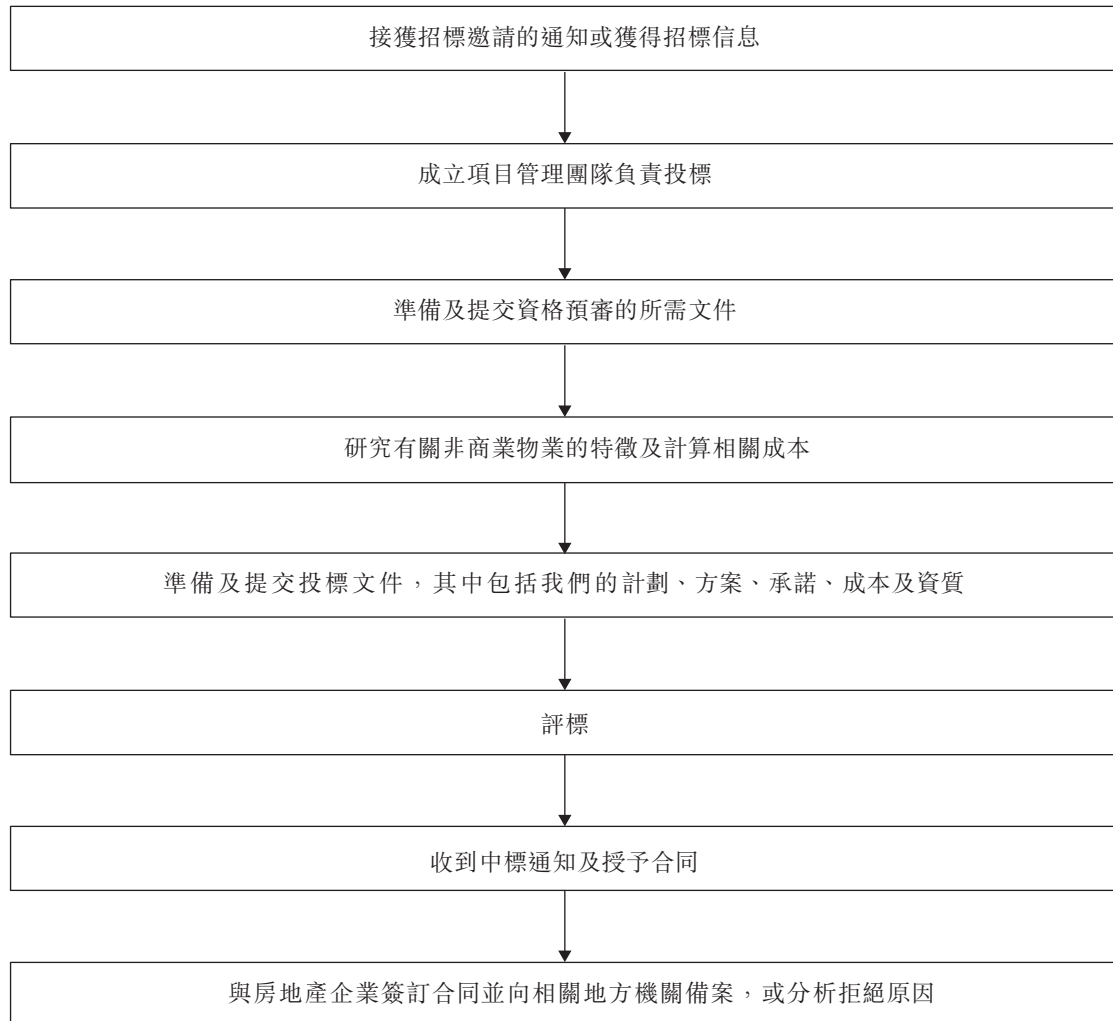 接獲招標邀請的通知或獲得招標信息
成立項目管理團隊負責投標
準備及提交資格預審的所需文件
研究有關非商業物業的特徵及計算相關成本
準備及提交投標文件，其中包括我們的計劃、方案、承諾、成本及資質
評標
收到中標通知及授予合同
與房地產企業簽訂合同並向相關地方機關備案，或分析拒絕原因